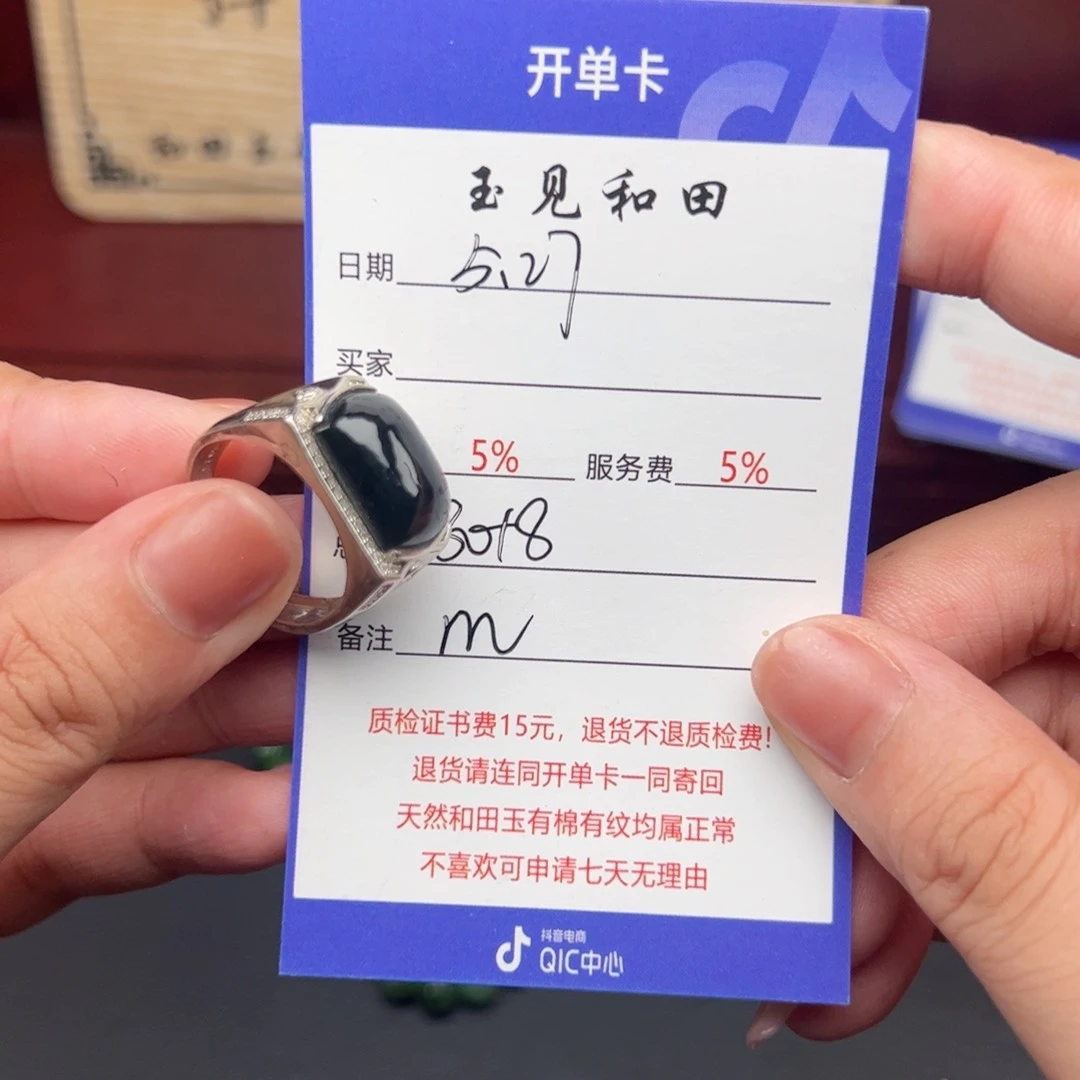 开单卡
玉见和田
日期 5.27
买家
5% 服务费 5%
3018
备注 m
质检证书费15元，退货不退质检费!
退货请连同开单卡一同寄回
天然和田玉有棉有纹均属正常
不喜欢可申请七天无理由
抖音电商
QIC中心